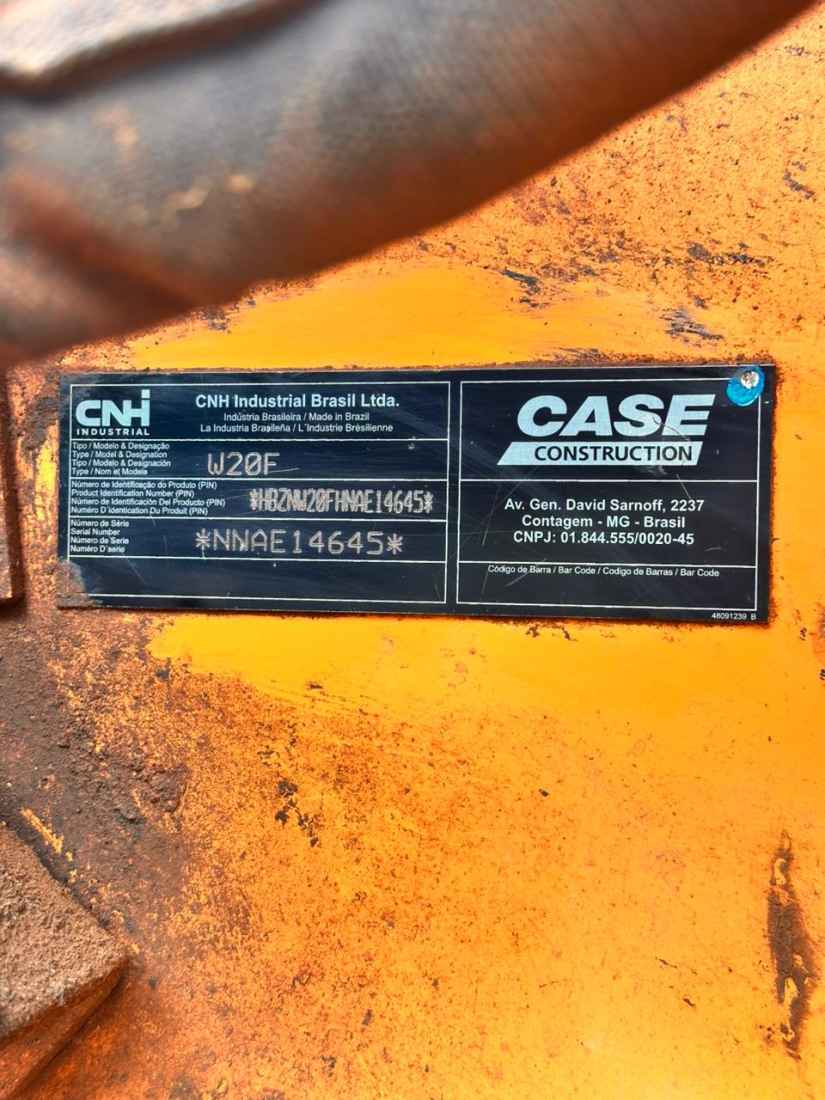 CNH
INDUSTRIAL
CNH Industrial Brasil Ltda.
Indústria Brasileira / Made in Brazil
La Industria Brasileña / L'Industrie Brésilienne
Tipo / Modelo & Designação
Type / Model & Designation
Tipo / Modelo & Designación
Type / Nom et Modele
W20F
Número de Identificação do Produto (PIN)
Product Identification Number (PIN)
Número de Identificación Del Producto (PIN)
Numéro D'identication Du Produit (PIN)
*HBZNW20FHNAE14645*
Número de Série
Serial Number
Número de Serie
Numéro D'serie
*NNAE14645*
CASE
CONSTRUCTION
Av. Gen. David Sarnoff, 2237
Contagem - MG - Brasil
CNPJ: 01.844.555/0020-45
Código de Barra / Bar Code / Codigo de Barras / Bar Code
48091239 B